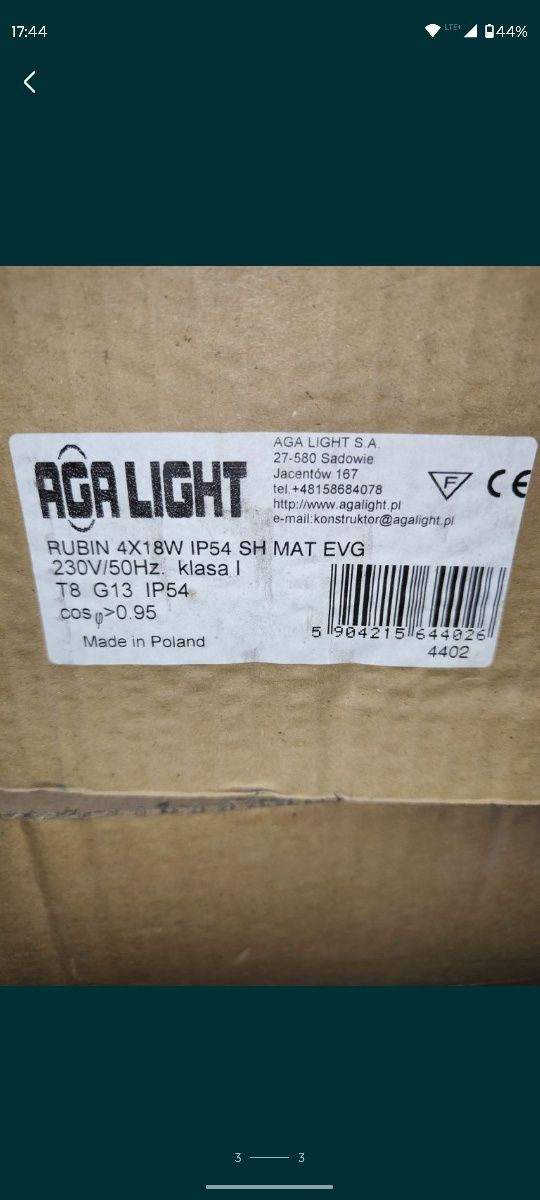 17:44
LTE+
44%
AGA LIGHT
AGA LIGHT S.A.
27-580 Sadowie
Jacentów 167
tel.+48158684078
http://www.agalight.pl
e-mail:konstruktor@agalight.pl
F
CE
RUBIN 4X18W IP54 SH MAT EVG
230V/50Hz. klasa I
T8 G13 IP54
cos φ>0.95
Made in Poland
5 904215 644026
4402
3
3